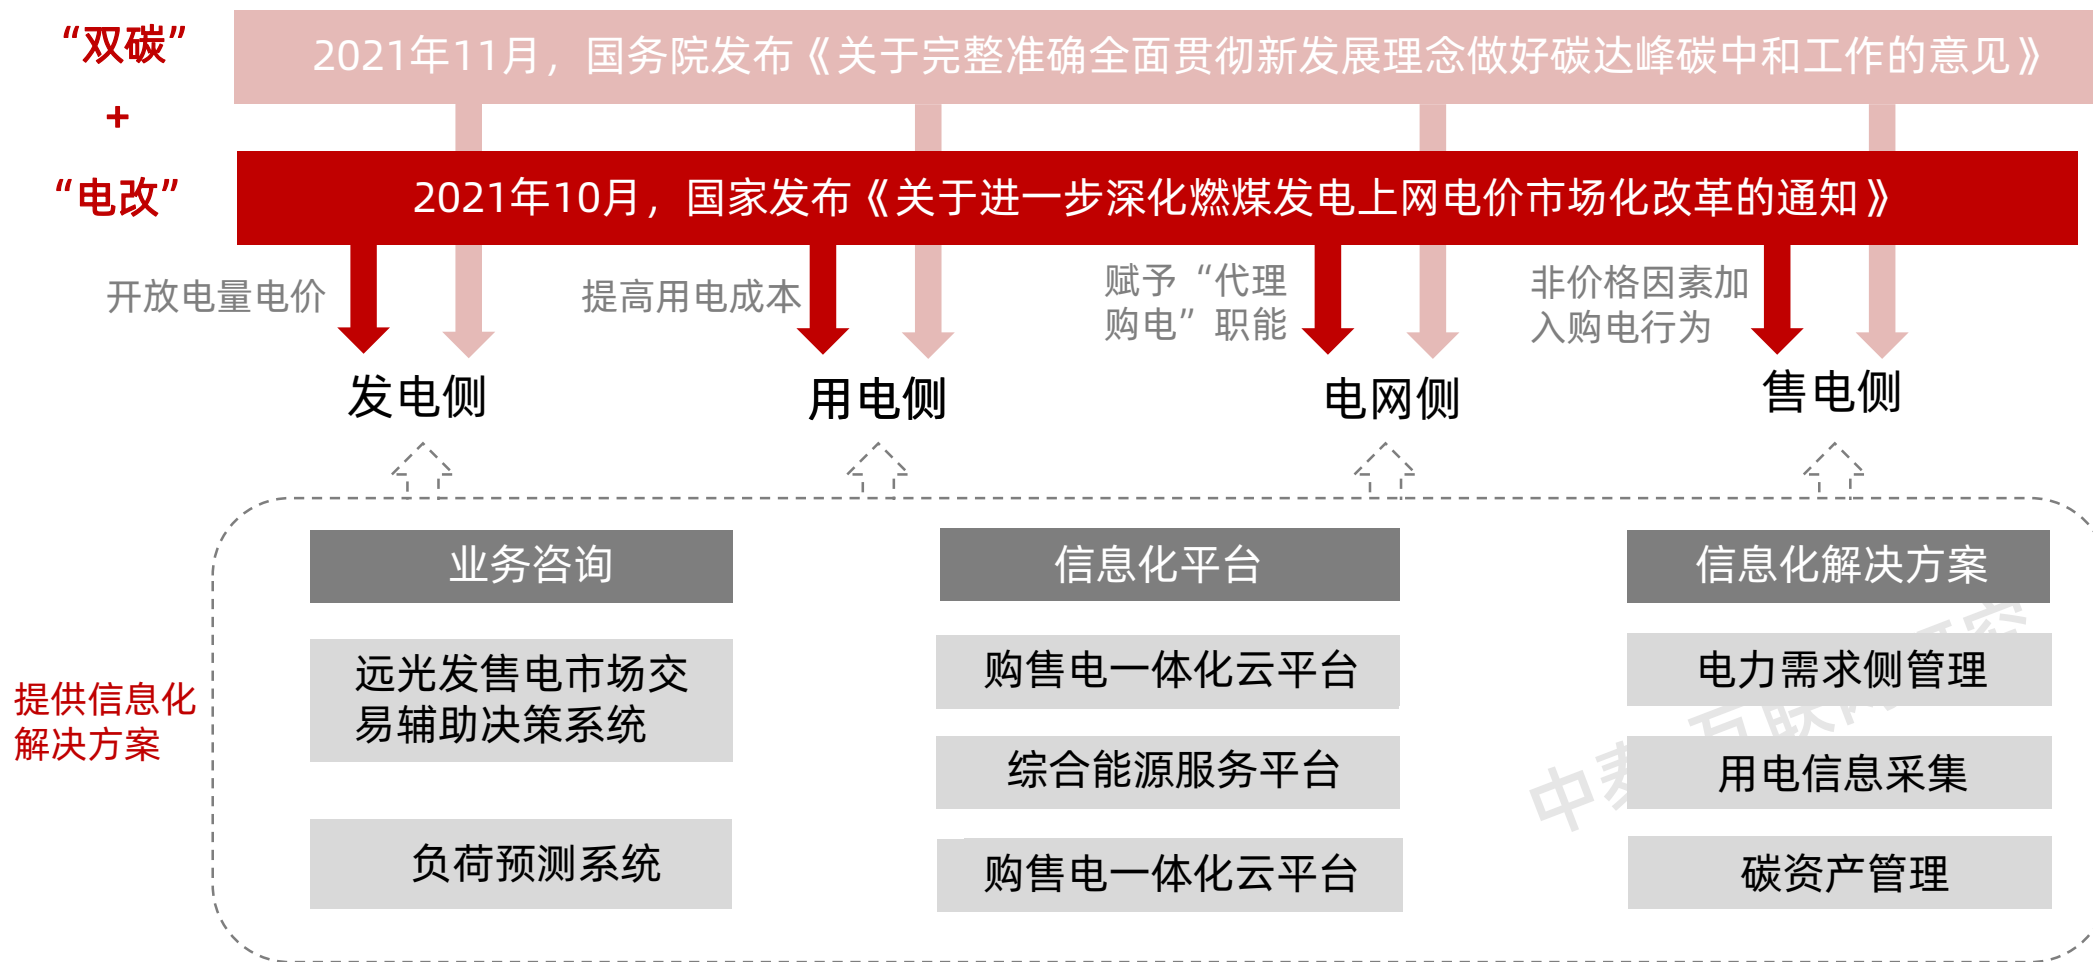 “双碳”
2021年11月，国务院发布《关于完整准确全面贯彻新发展理念做好碳达峰碳中和工作的意见》
+
“电改”
2021年10月，国家发布《关于进一步深化燃煤发电上网电价市场化改革的通知》
开放电量电价
提高用电成本
赋予“代理
购电”职能
非价格因素加
入购电行为
发电侧
用电侧
电网侧
售电侧
提供信息化
解决方案
业务咨询
远光发售电市场交
易辅助决策系统
负荷预测系统
信息化平台
购售电一体化云平台
综合能源服务平台
购售电一体化云平台
信息化解决方案
电力需求侧管理
用电信息采集
碳资产管理